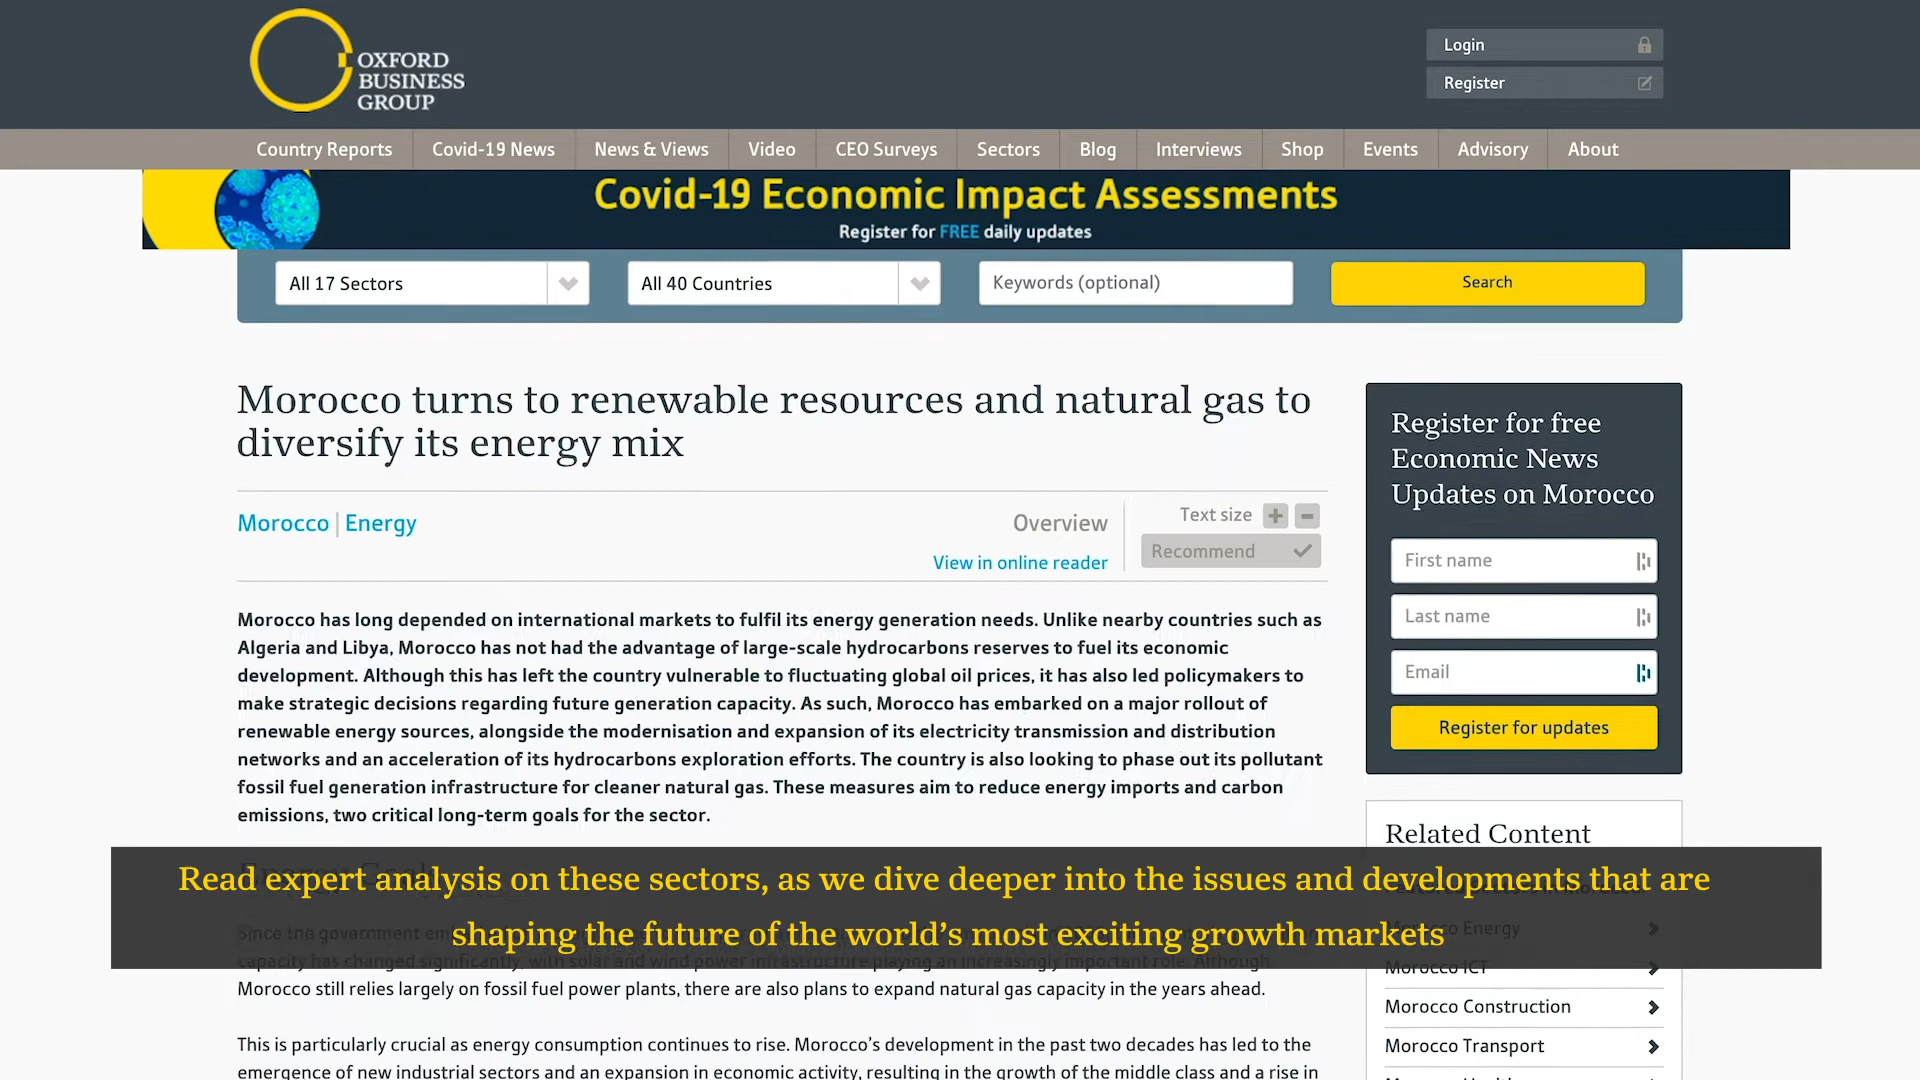 OXFORD
BUSINESS
GROUP
Login
Register
Country Reports
Covid-19 News
News & Views
Video
CEO Surveys
Sectors
Blog
Interviews
Shop
Events
Advisory
About
Covid-19 Economic Impact Assessments
Register for FREE daily updates
All 17 Sectors
All 40 Countries
Keywords (optional)
Search
Morocco turns to renewable resources and natural gas to
diversify its energy mix
Morocco | Energy
Overview
View in online reader
Text size + -
Recommend
Morocco has long depended on international markets to fulfil its energy generation needs. Unlike nearby countries such as
Algeria and Libya, Morocco has not had the advantage of large-scale hydrocarbons reserves to fuel its economic
development. Although this has left the country vulnerable to fluctuating global oil prices, it has also led policymakers to
make strategic decisions regarding future generation capacity. As such, Morocco has embarked on a major rollout of
renewable energy sources, alongside the modernisation and expansion of its electricity transmission and distribution
networks and an acceleration of its hydrocarbons exploration efforts. The country is also looking to phase out its pollutant
fossil fuel generation infrastructure for cleaner natural gas. These measures aim to reduce energy imports and carbon
emissions, two critical long-term goals for the sector.
Read expert analysis on these sectors, as we dive deeper into the issues and developments that are
shaping the future of the world's most exciting growth markets
Since the government
capacity has changed significantly, with solar and wind power infrastructure playing an increasingly important role. Although
Morocco still relies largely on fossil fuel power plants, there are also plans to expand natural gas capacity in the years ahead.
This is particularly crucial as energy consumption continues to rise. Morocco's development in the past two decades has led to the
emergence of new industrial sectors and an expansion in economic activity, resulting in the growth of the middle class and a rise in
Register for free
Economic News
Updates on Morocco
First name
Last name
Email
Register for updates
Related Content
Morocco Energy
Morocco ICT
Morocco Construction
Morocco Transport